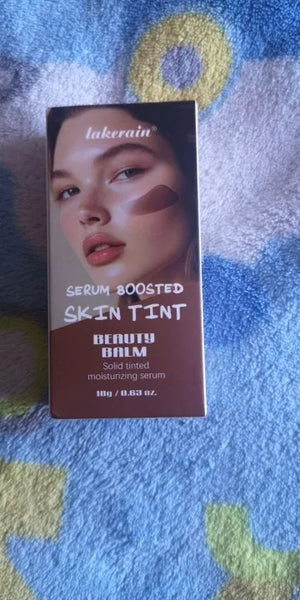 lakerain®
SERUM BOOSTED
SKIN TINT
BEAUTY
BALM
Solid tinted
moisturizing serum
18g / 0.63 oz.